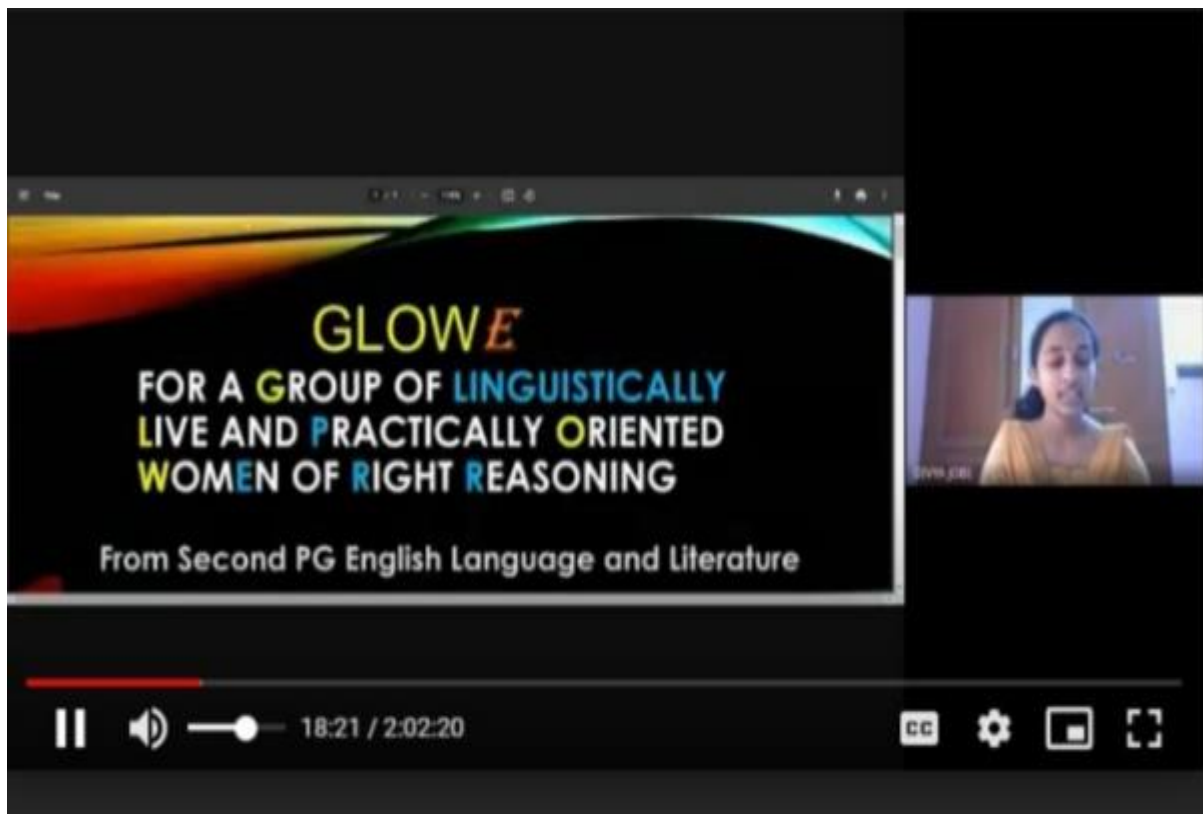 GLOWE
FOR A GROUP OF LINGUISTICALLY
LIVE AND PRACTICALLY ORIENTED
WOMEN OF RIGHT REASONING
From Second PG English Language and Literature
18:21 / 2:02:20
CC